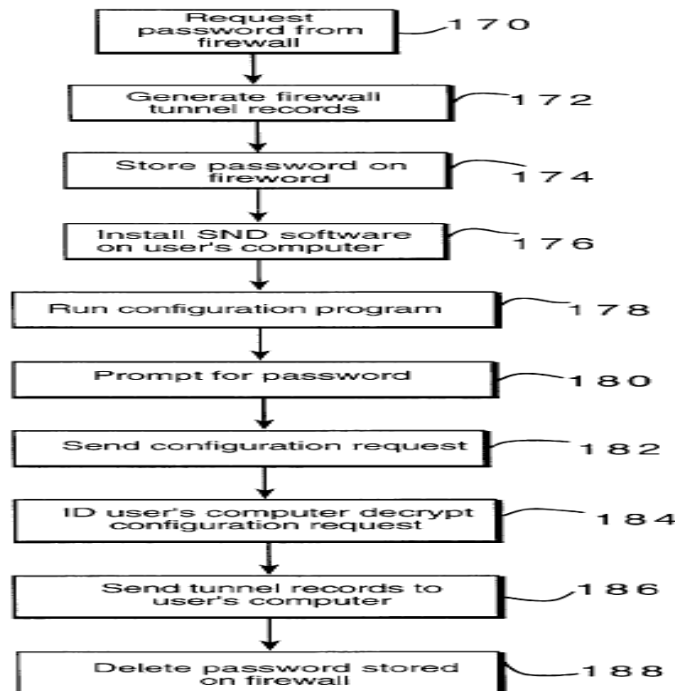 Request
password from
firewall
170
Generate firewall
tunnel records
172
Store password on
fireword
174
Install SND software
on user's computer
176
Run configuration program
178
Prompt for password
180
Send configuration request
182
ID user's computer decrypt
configuration request
184
Send tunnel records to
user's computer
186
Delete password stored
on firewall
188